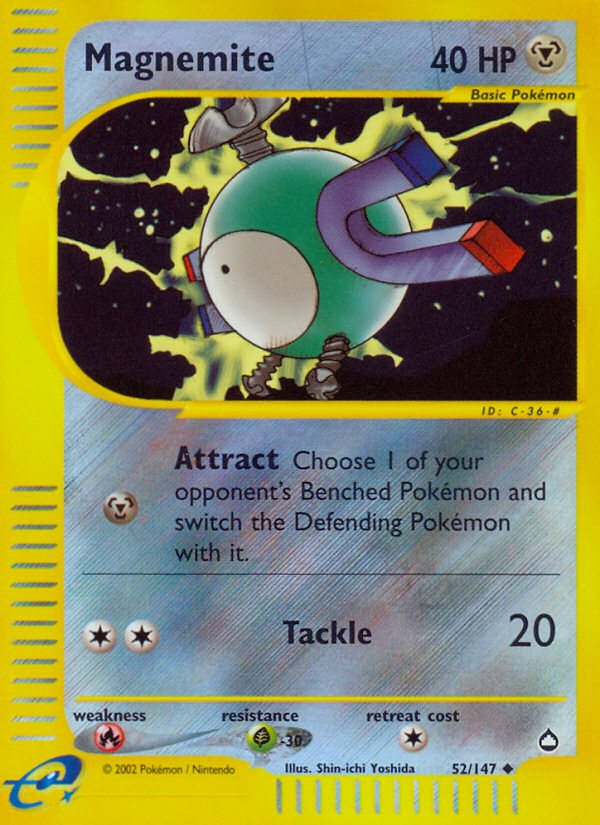 Magnemite 40 HP
Basic Pokémon
ID: C-36-#
Attract Choose 1 of your
opponent's Benched Pokémon and
switch the Defending Pokémon
with it.
Tackle 20
weakness resistance retreat cost
-30
© 2002 Pokémon / Nintendo Illus. Shin-ichi Yoshida 52/147
e